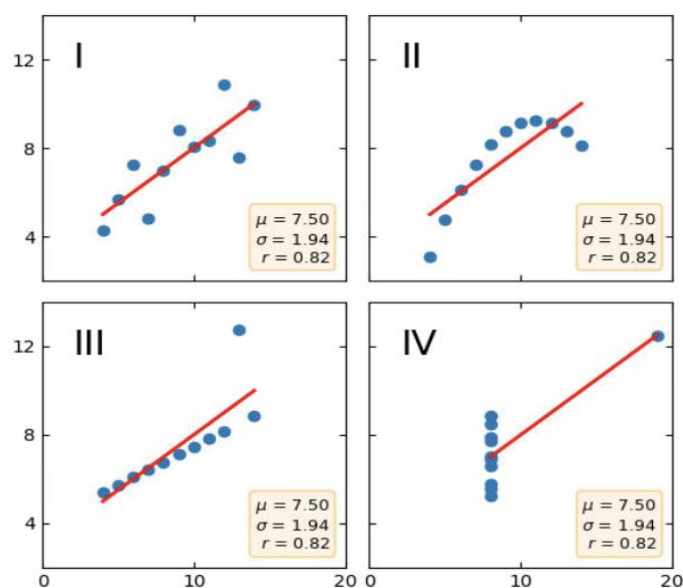 I
12
8
4
μ = 7.50
σ = 1.94
r = 0.82
II
μ = 7.50
σ = 1.94
r = 0.82
III
12
8
4
μ = 7.50
σ = 1.94
r = 0.82
0
10
20
IV
μ = 7.50
σ = 1.94
r = 0.82
0
10
20